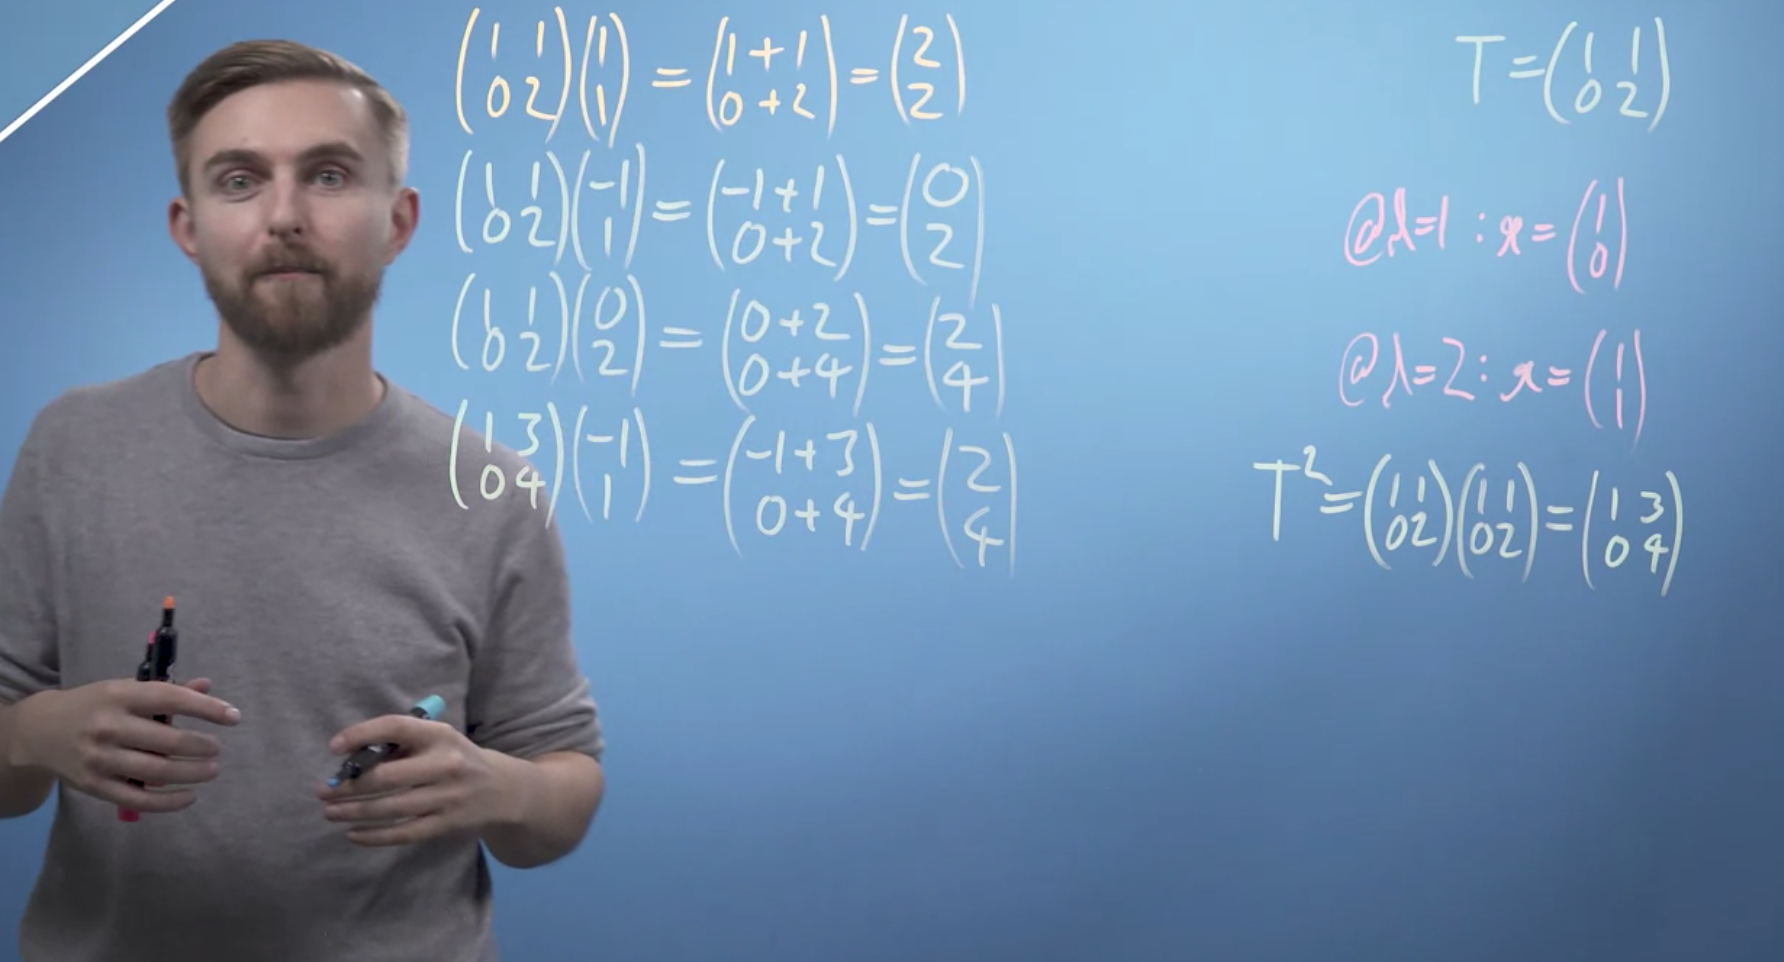 (1 1
0 2)(1
1) = (1+1
0+2) = (2
2)
(1 1
0 2)(-1
1) = (-1+1
0+2) = (0
2)
(1 1
0 2)(0
2) = (0+2
0+4) = (2
4)
(1 3
0 4)(-1
1) = (-1+3
0+4) = (2
4)
T = (1 1
0 2)
@λ=1 : x = (1
0)
@λ=2 : x = (1
1)
T² = (1 1
0 2)(1 1
0 2) = (1 3
0 4)